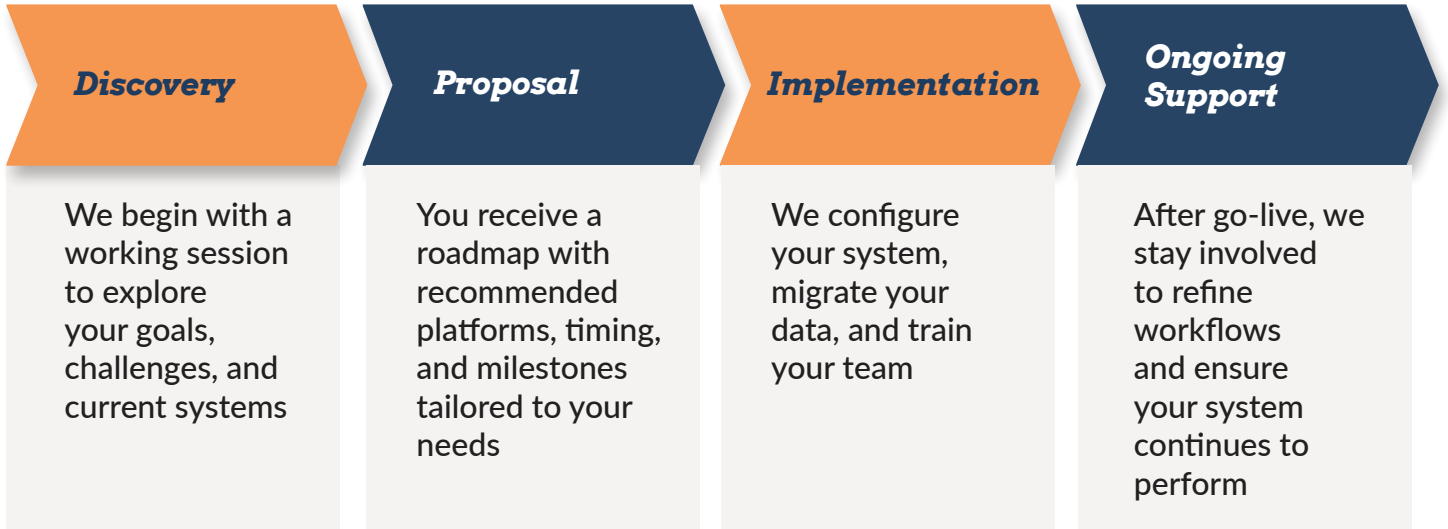 Discovery
We begin with a
working session
to explore
your goals,
challenges, and
current systems
Proposal
You receive a
roadmap with
recommended
platforms, timing,
and milestones
tailored to your
needs
Implementation
We configure
your system,
migrate your
data, and train
your team
Ongoing
Support
After go-live, we
stay involved
to refine
workflows
and ensure
your system
continues to
perform